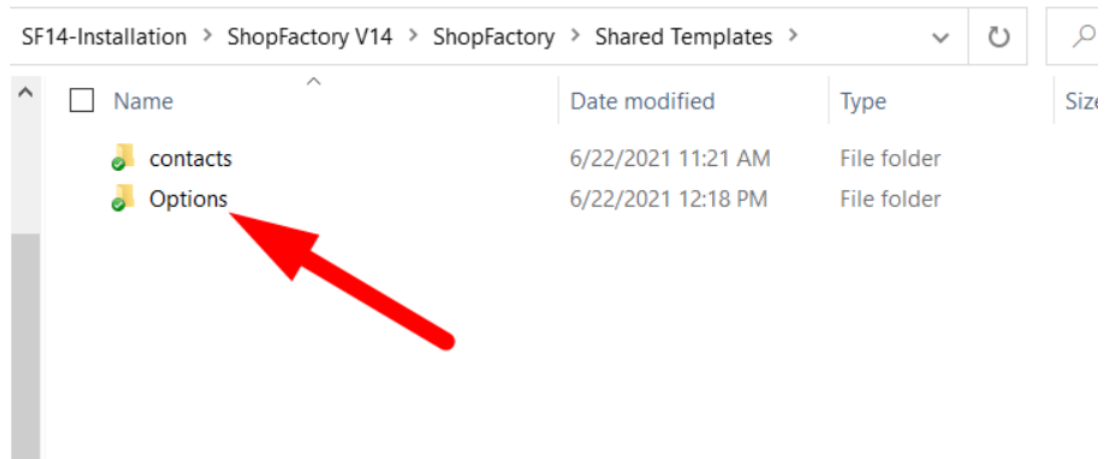 SF14-Installation > ShopFactory V14 > ShopFactory > Shared Templates >
Name Date modified Type Size
contacts 6/22/2021 11:21 AM File folder
Options 6/22/2021 12:18 PM File folder